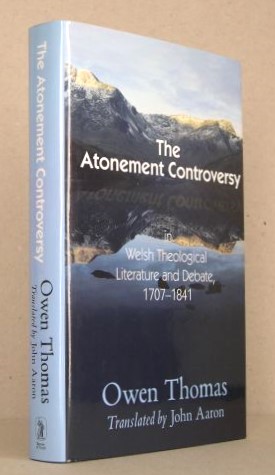 The Atonement Controversy
Owen Thomas
Translated by John Aaron
The
Atonement Controversy
in
Welsh Theological
Literature and Debate,
1707–1841
Owen Thomas
Translated by John Aaron